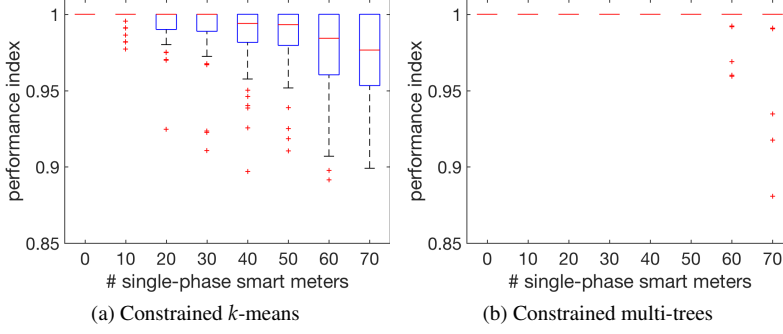 1
0.95
0.9
0.85
performance index
0 10 20 30 40 50 60 70
# single-phase smart meters
(a) Constrained k-means
1
0.95
0.9
0.85
performance index
0 10 20 30 40 50 60 70
# single-phase smart meters
(b) Constrained multi-trees